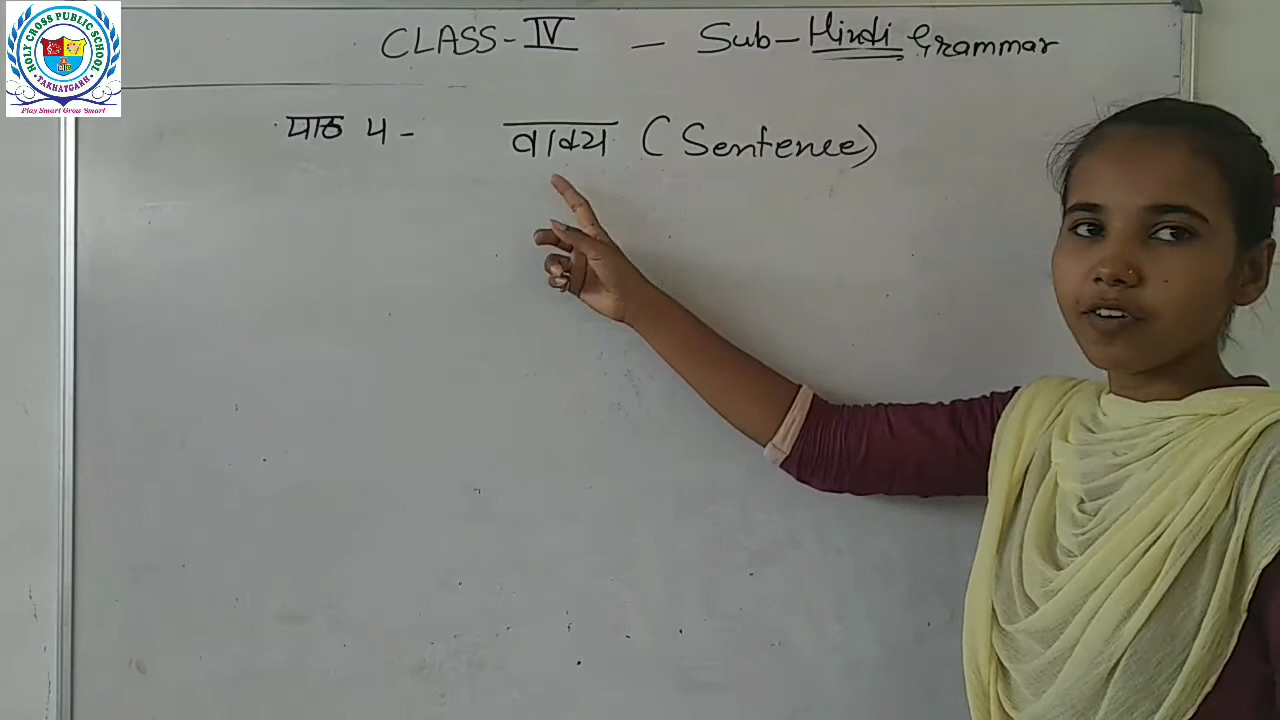 HOLY CROSS PUBLIC SCHOOL
TAKHATGARH
Play Smart Grow Smart
CLASS-IV - Sub-Hindi Grammar
पाठ 4- वाक्य (Sentence)